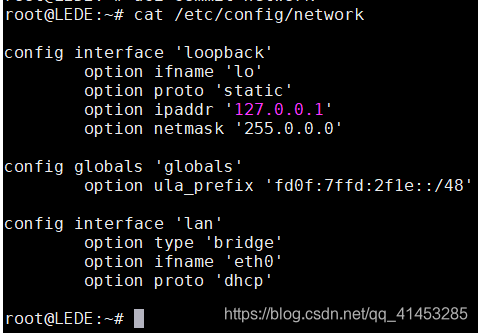 root@LEDE:~# cat /etc/config/network
config interface 'loopback'
option ifname 'lo'
option proto 'static'
option ipaddr '127.0.0.1'
option netmask '255.0.0.0'
config globals 'globals'
option ula_prefix 'fd0f:7ffd:2f1e::/48'
config interface 'lan'
option type 'bridge'
option ifname 'eth0'
option proto 'dhcp'
root@LEDE:~#
https://blog.csdn.net/qq_41453285